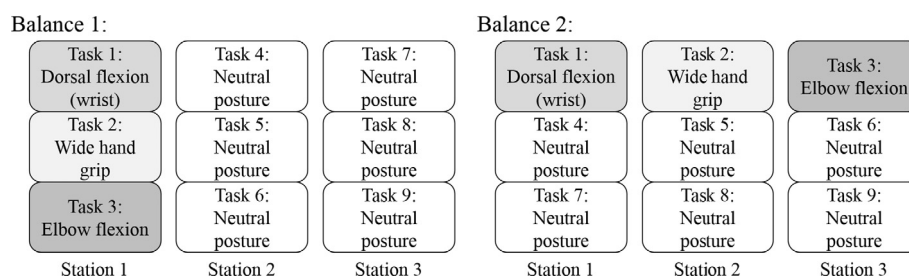 Balance 1:
Task 1:
Dorsal flexion
(wrist)
Task 4:
Neutral
posture
Task 7:
Neutral
posture
Task 2:
Wide hand
grip
Task 5:
Neutral
posture
Task 8:
Neutral
posture
Task 3:
Elbow flexion
Task 6:
Neutral
posture
Task 9:
Neutral
posture
Station 1
Station 2
Station 3
Balance 2:
Task 1:
Dorsal flexion
(wrist)
Task 2:
Wide hand
grip
Task 3:
Elbow flexion
Task 4:
Neutral
posture
Task 5:
Neutral
posture
Task 6:
Neutral
posture
Task 7:
Neutral
posture
Task 8:
Neutral
posture
Task 9:
Neutral
posture
Station 1
Station 2
Station 3